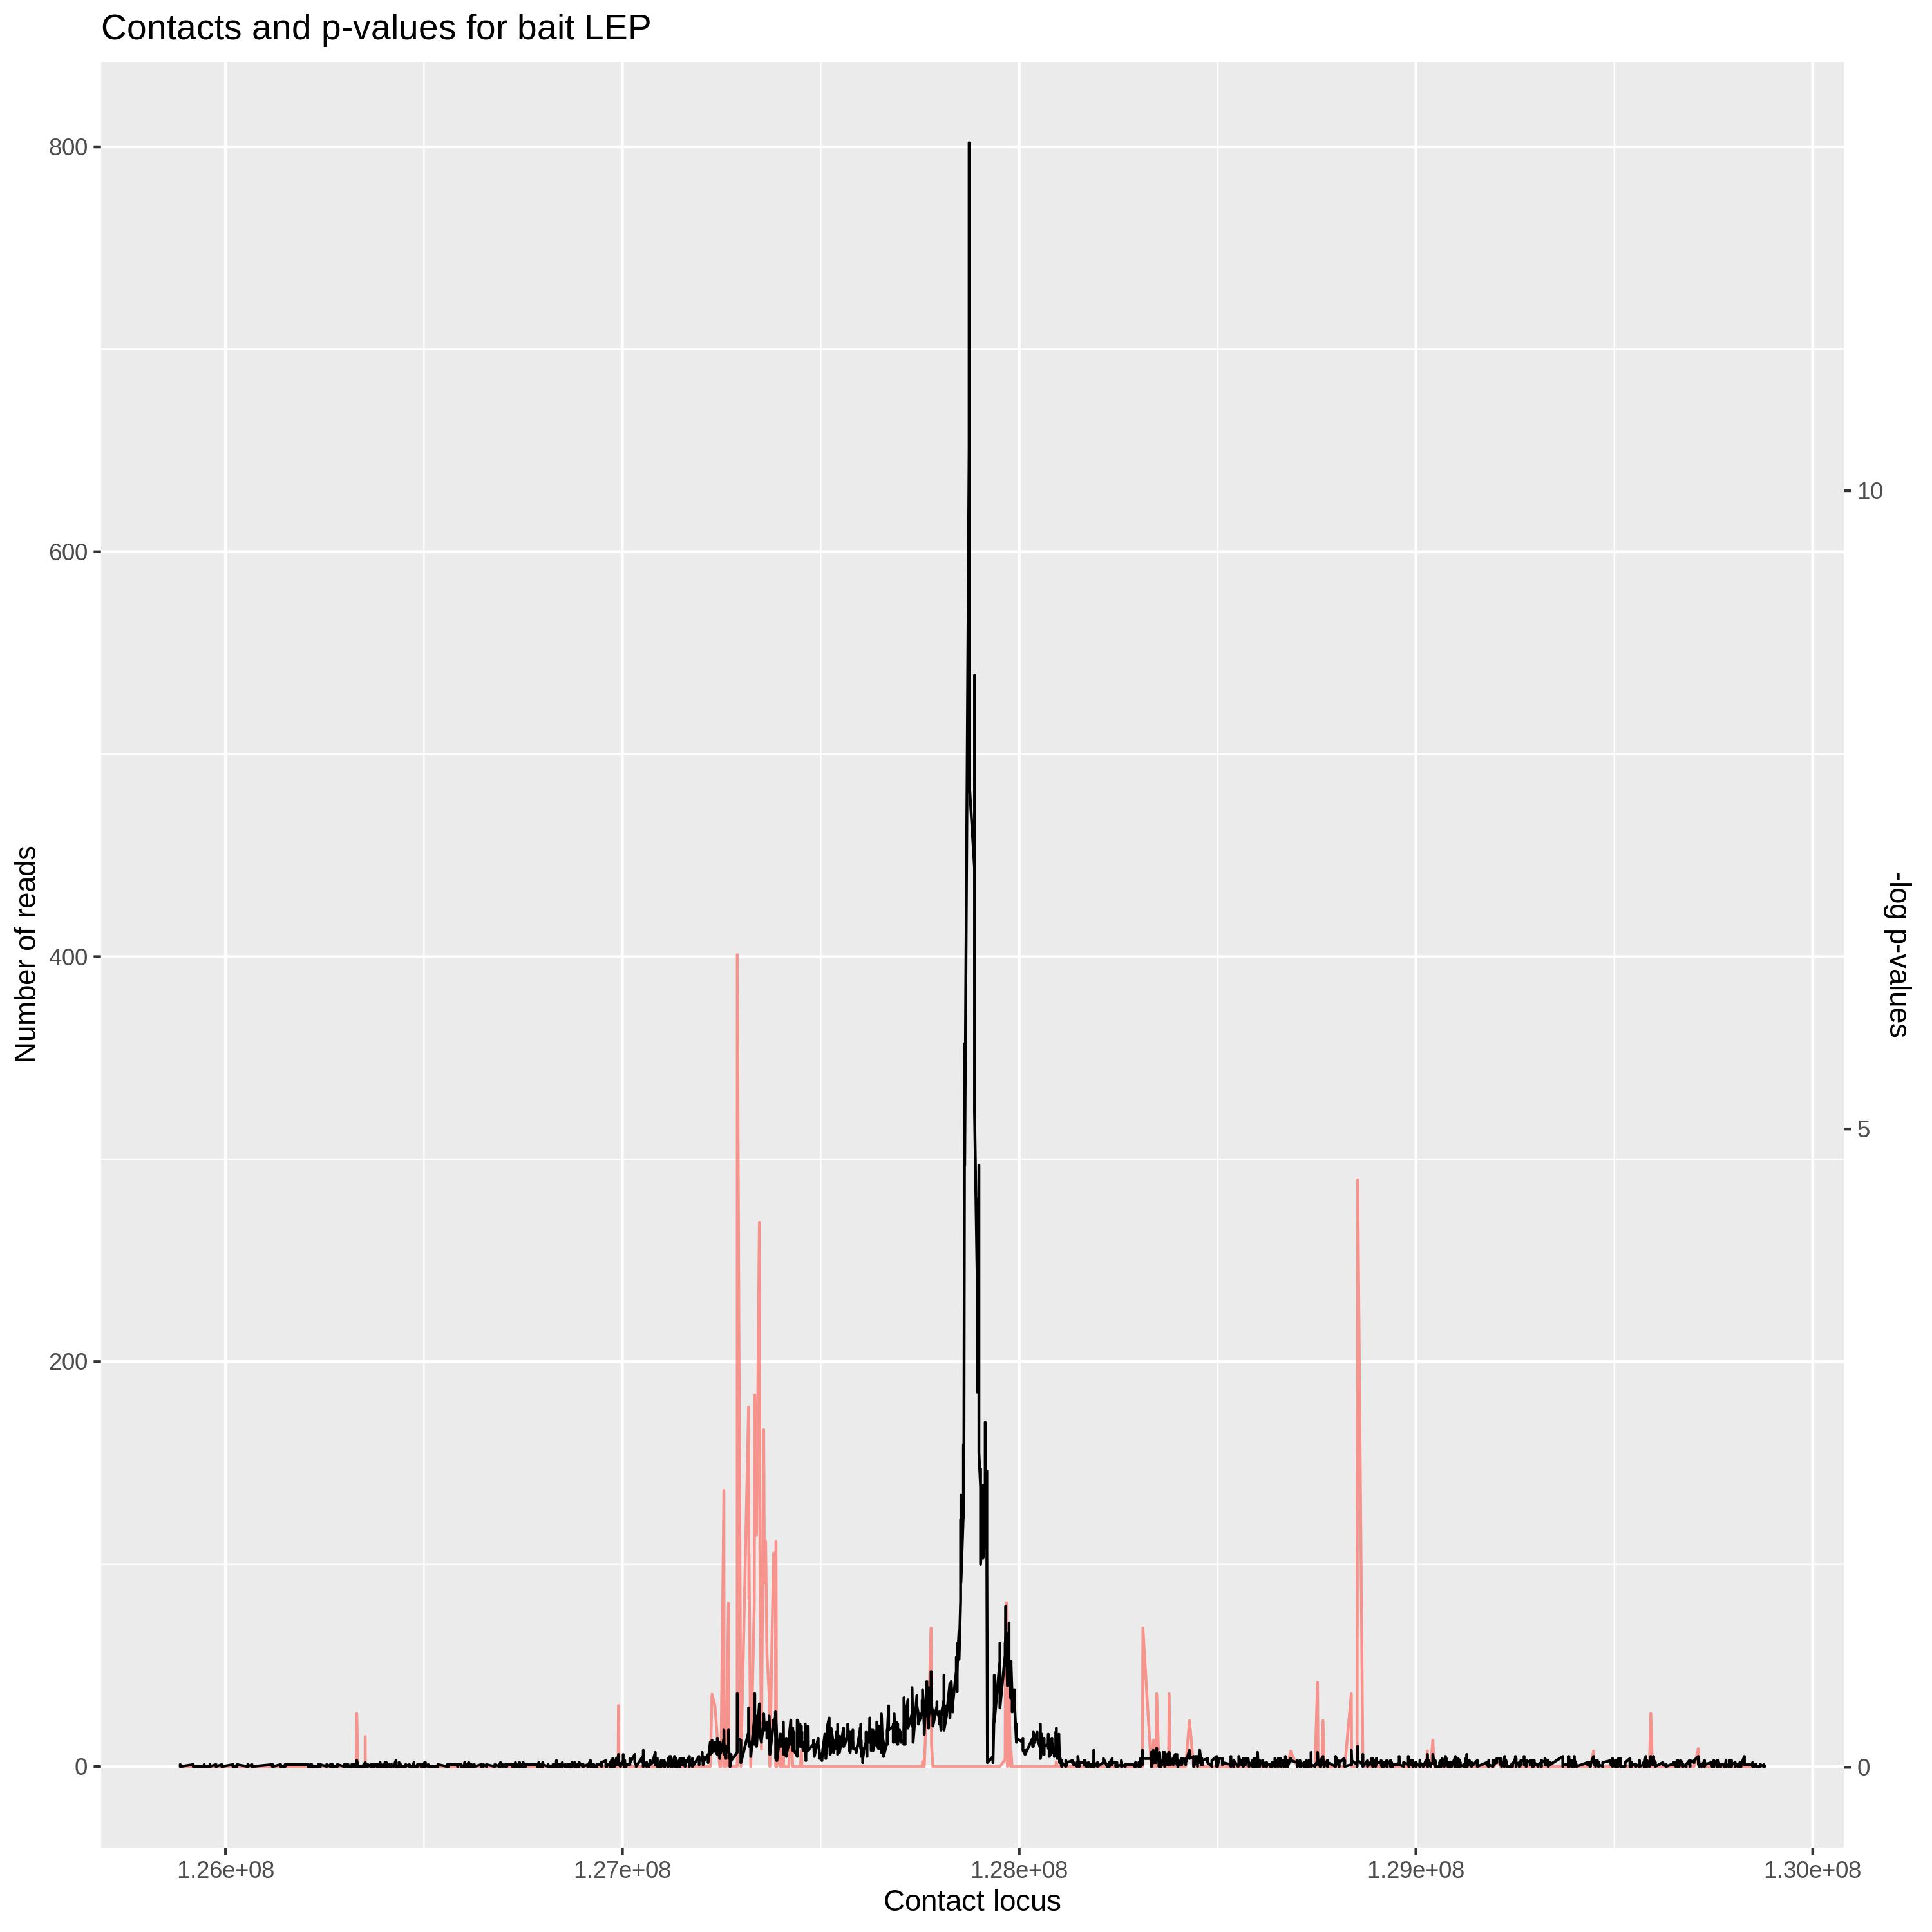 Contacts and p-values for bait LEP
800
600
400
200
0
Number of reads
10
5
0
-log p-values
1.26e+08
1.27e+08
1.28e+08
1.29e+08
1.30e+08
Contact locus